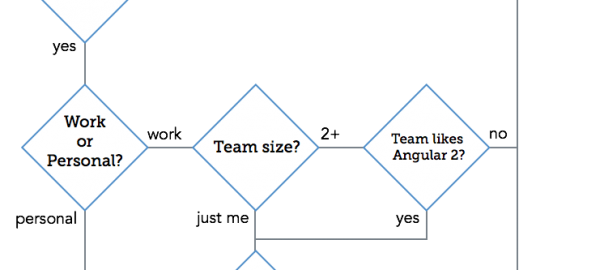 yes
Work
or
Personal?
work
Team size?
2+
Team likes
Angular 2?
no
personal
just me
yes